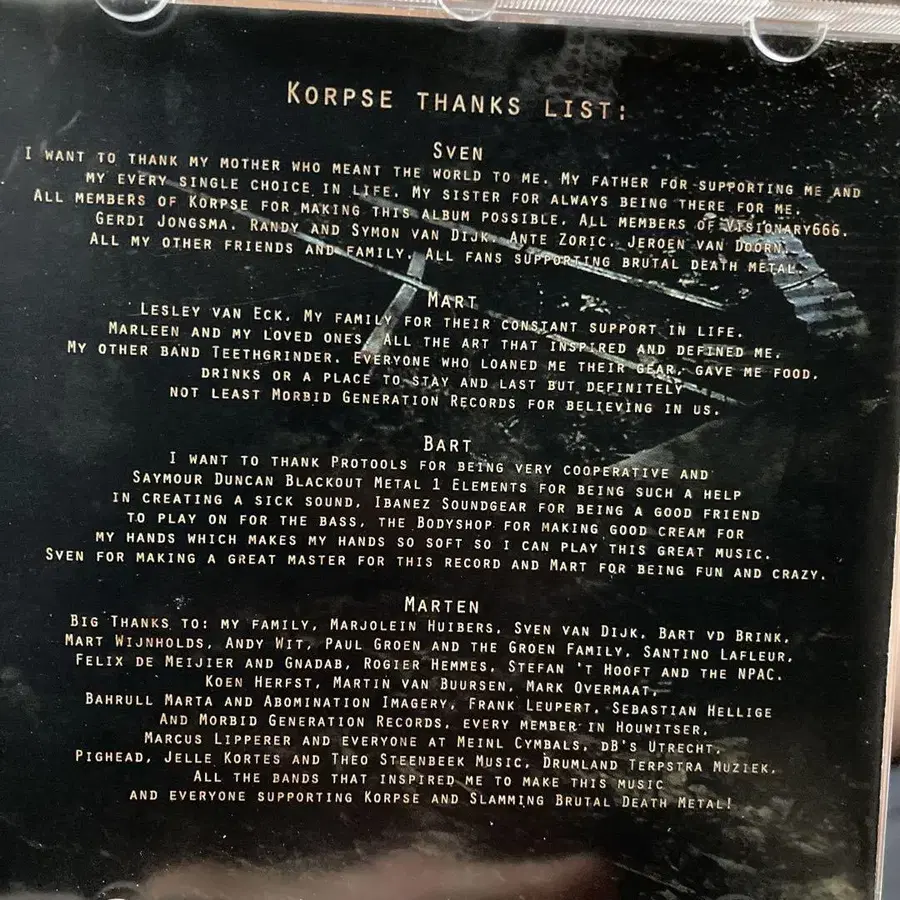 KORPSE THANKS LIST:
SVEN
I WANT TO THANK MY MOTHER WHO MEANT THE WORLD TO ME. MY FATHER FOR SUPPORTING ME AND
MY EVERY SINGLE CHOICE IN LIFE. MY SISTER FOR ALWAYS BEING THERE FOR ME.
ALL MEMBERS OF KORPSE FOR MAKING THIS ALBUM POSSIBLE. ALL MEMBERS OF VISIONARY666.
GERDI JONGSMA. RANDY AND SYMON VAN DIJK. ANTE ZORIC. JEROEN VAN DOORN.
ALL MY OTHER FRIENDS AND FAMILY. ALL FANS SUPPORTING BRUTAL DEATH METAL.
MART
LESLEY VAN ECK. MY FAMILY FOR THEIR CONSTANT SUPPORT IN LIFE.
MARLEEN AND MY LOVED ONES. ALL THE ART THAT INSPIRED AND DEFINED ME.
MY OTHER BAND TEETHGRINDER. EVERYONE WHO LOANED ME THEIR GEAR, GAVE ME FOOD,
DRINKS OR A PLACE TO STAY AND LAST BUT DEFINITELY
NOT LEAST MORBID GENERATION RECORDS FOR BELIEVING IN US.
BART
I WANT TO THANK PROTOOLS FOR BEING VERY COOPERATIVE AND
SAYMOUR DUNCAN BLACKOUT METAL 1 ELEMENTS FOR BEING SUCH A HELP
IN CREATING A SICK SOUND, IBANEZ SOUNDGEAR FOR BEING A GOOD FRIEND
TO PLAY ON FOR THE BASS, THE BODYSHOP FOR MAKING GOOD CREAM FOR
MY HANDS WHICH MAKES MY HANDS SO SOFT SO I CAN PLAY THIS GREAT MUSIC.
SVEN FOR MAKING A GREAT MASTER FOR THIS RECORD AND MART FOR BEING FUN AND CRAZY.
MARTEN
BIG THANKS TO: MY FAMILY, MARJOLEIN HUIBERS, SVEN VAN DIJK, BART VD BRINK,
MART WIJNHOLDS, ANDY WIT, PAUL GROEN AND THE GROEN FAMILY, SANTINO LAFLEUR,
FELIX DE MEIJIER AND GNADAB, ROGIER HEMMES, STEFAN 'T HOOFT AND THE NPAC,
KOEN HERFST, MARTIN VAN BUURSEN, MARK OVERMAAT,
BAHRULL MARTA AND ABOMINATION IMAGERY, FRANK LEUPERT, SEBASTIAN HELLIGE
AND MORBID GENERATION RECORDS, EVERY MEMBER IN HOUWITSER,
MARCUS LIPPERER AND EVERYONE AT MEINL CYMBALS, DB'S UTRECHT,
PIGHEAD, JELLE KORTES AND THEO STEENBEEK MUSIC, DRUMLAND TERPSTRA MUZIEK,
ALL THE BANDS THAT INSPIRED ME TO MAKE THIS MUSIC
AND EVERYONE SUPPORTING KORPSE AND SLAMMING BRUTAL DEATH METAL!